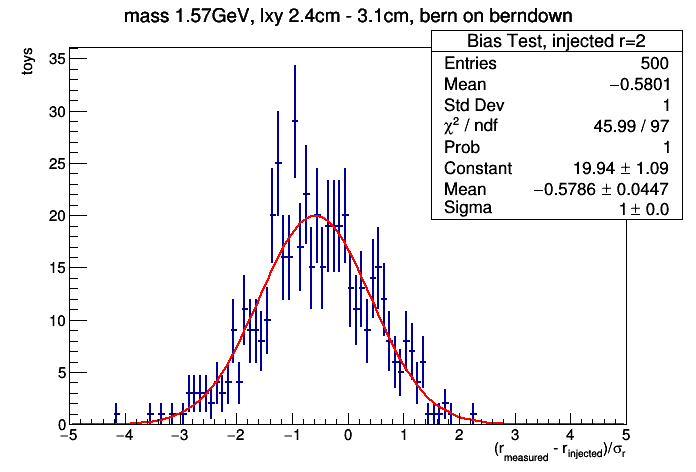 mass 1.57GeV, lxy 2.4cm - 3.1cm, bern on berndown
Bias Test, injected r=2
Entries 500
Mean −0.5801
Std Dev 1
χ² / ndf 45.99 / 97
Prob 1
Constant 19.94 ± 1.09
Mean −0.5786 ± 0.0447
Sigma 1 ± 0.0
toys
35
30
25
20
15
10
5
0
−5 −4 −3 −2 −1 0 1 2 3 4 5
(r_measured - r_injected)/σ_r